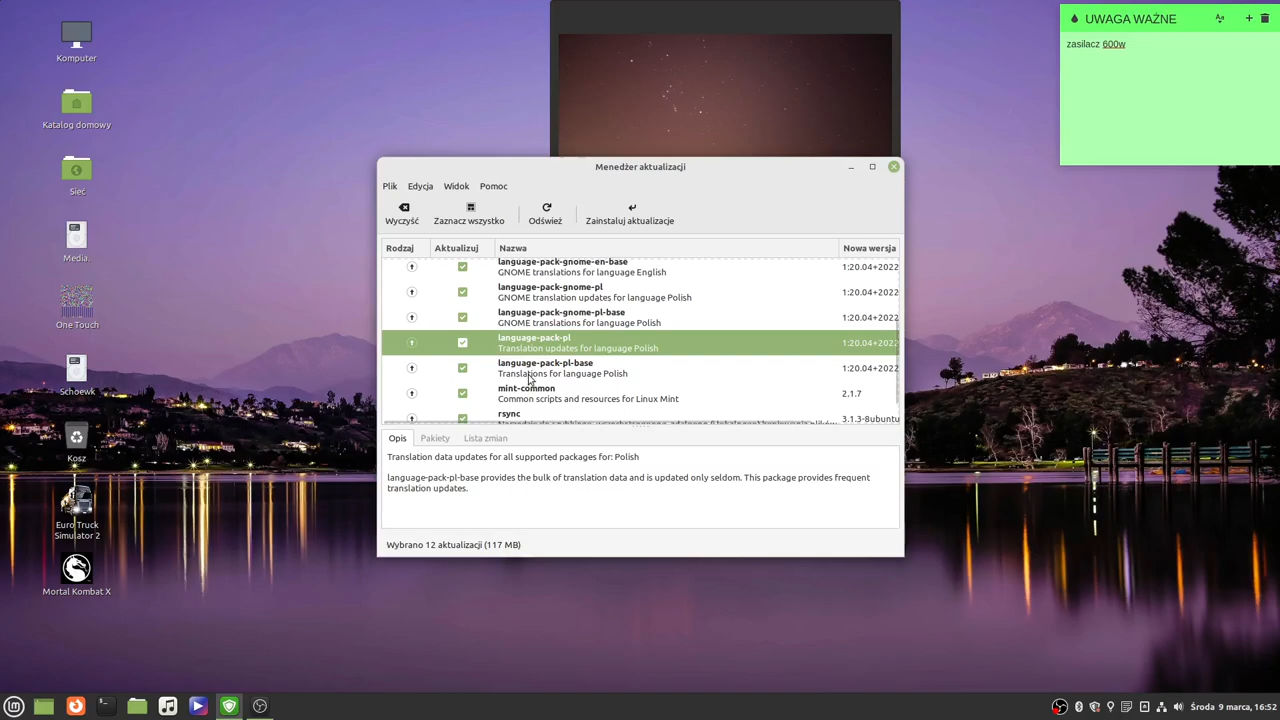 Komputer
Katalog domowy
Sieć
Media.
One Touch
Schoewk
Kosz
Euro Truck
Simulator 2
Mortal Kombat X
UWAGA WAŻNE
Aa
zasilacz 600w
Menedżer aktualizacji
Plik Edycja Widok Pomoc
Wyczyść Zaznacz wszystko Odśwież Zainstaluj aktualizacje
Rodzaj Aktualizuj Nazwa Nowa wersja
language-pack-gnome-en-base
GNOME translations for language English
1:20.04+2022
language-pack-gnome-pl
GNOME translation updates for language Polish
1:20.04+2022
language-pack-gnome-pl-base
GNOME translations for language Polish
1:20.04+2022
language-pack-pl
Translation updates for language Polish
1:20.04+2022
language-pack-pl-base
Translations for language Polish
1:20.04+2022
mint-common
Common scripts and resources for Linux Mint
2.1.7
rsync
3.1.3-8ubuntu
Opis Pakiety Lista zmian
Translation data updates for all supported packages for: Polish
language-pack-pl-base provides the bulk of translation data and is updated only seldom. This package provides frequent
translation updates.
Wybrano 12 aktualizacji (117 MB)
Środa 9 marca, 16:52